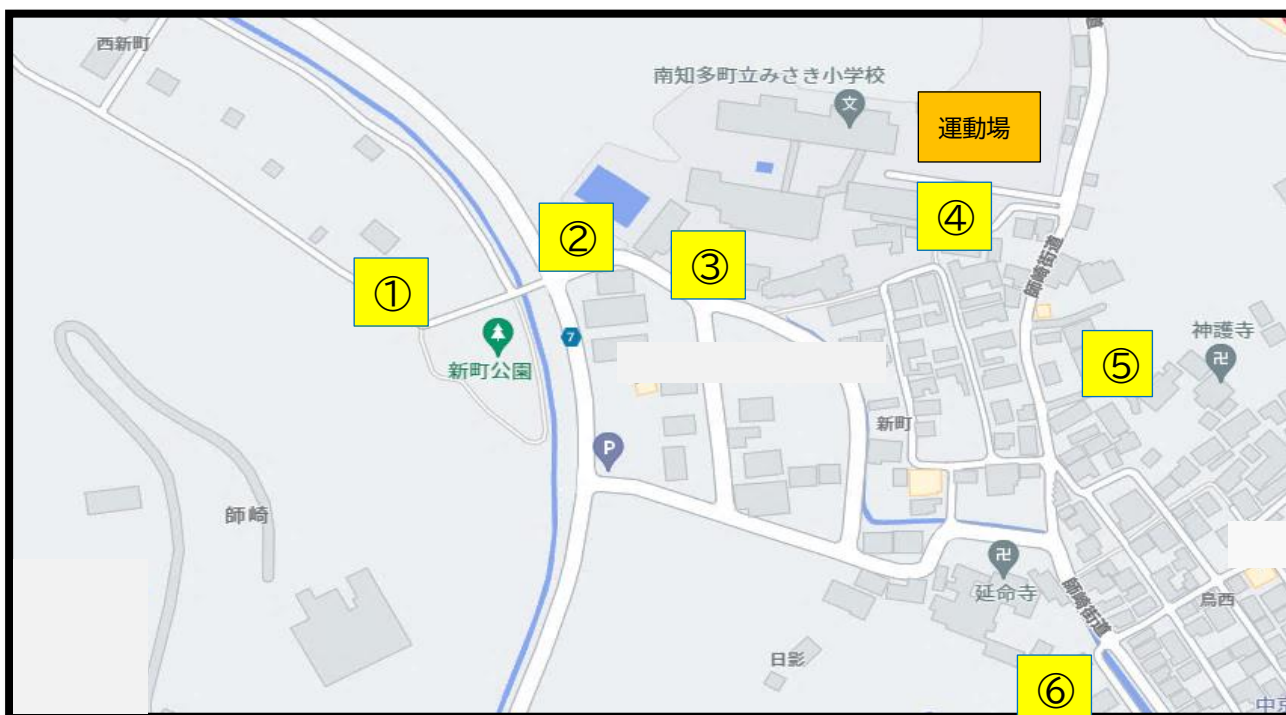 西新町
南知多町立みさき小学校
文
運動場
②
④
③
師崎街道
①
7
神護寺
新町公園
⑤
新町
P
師崎
延命寺
師崎街道
鳥西
日影
⑥